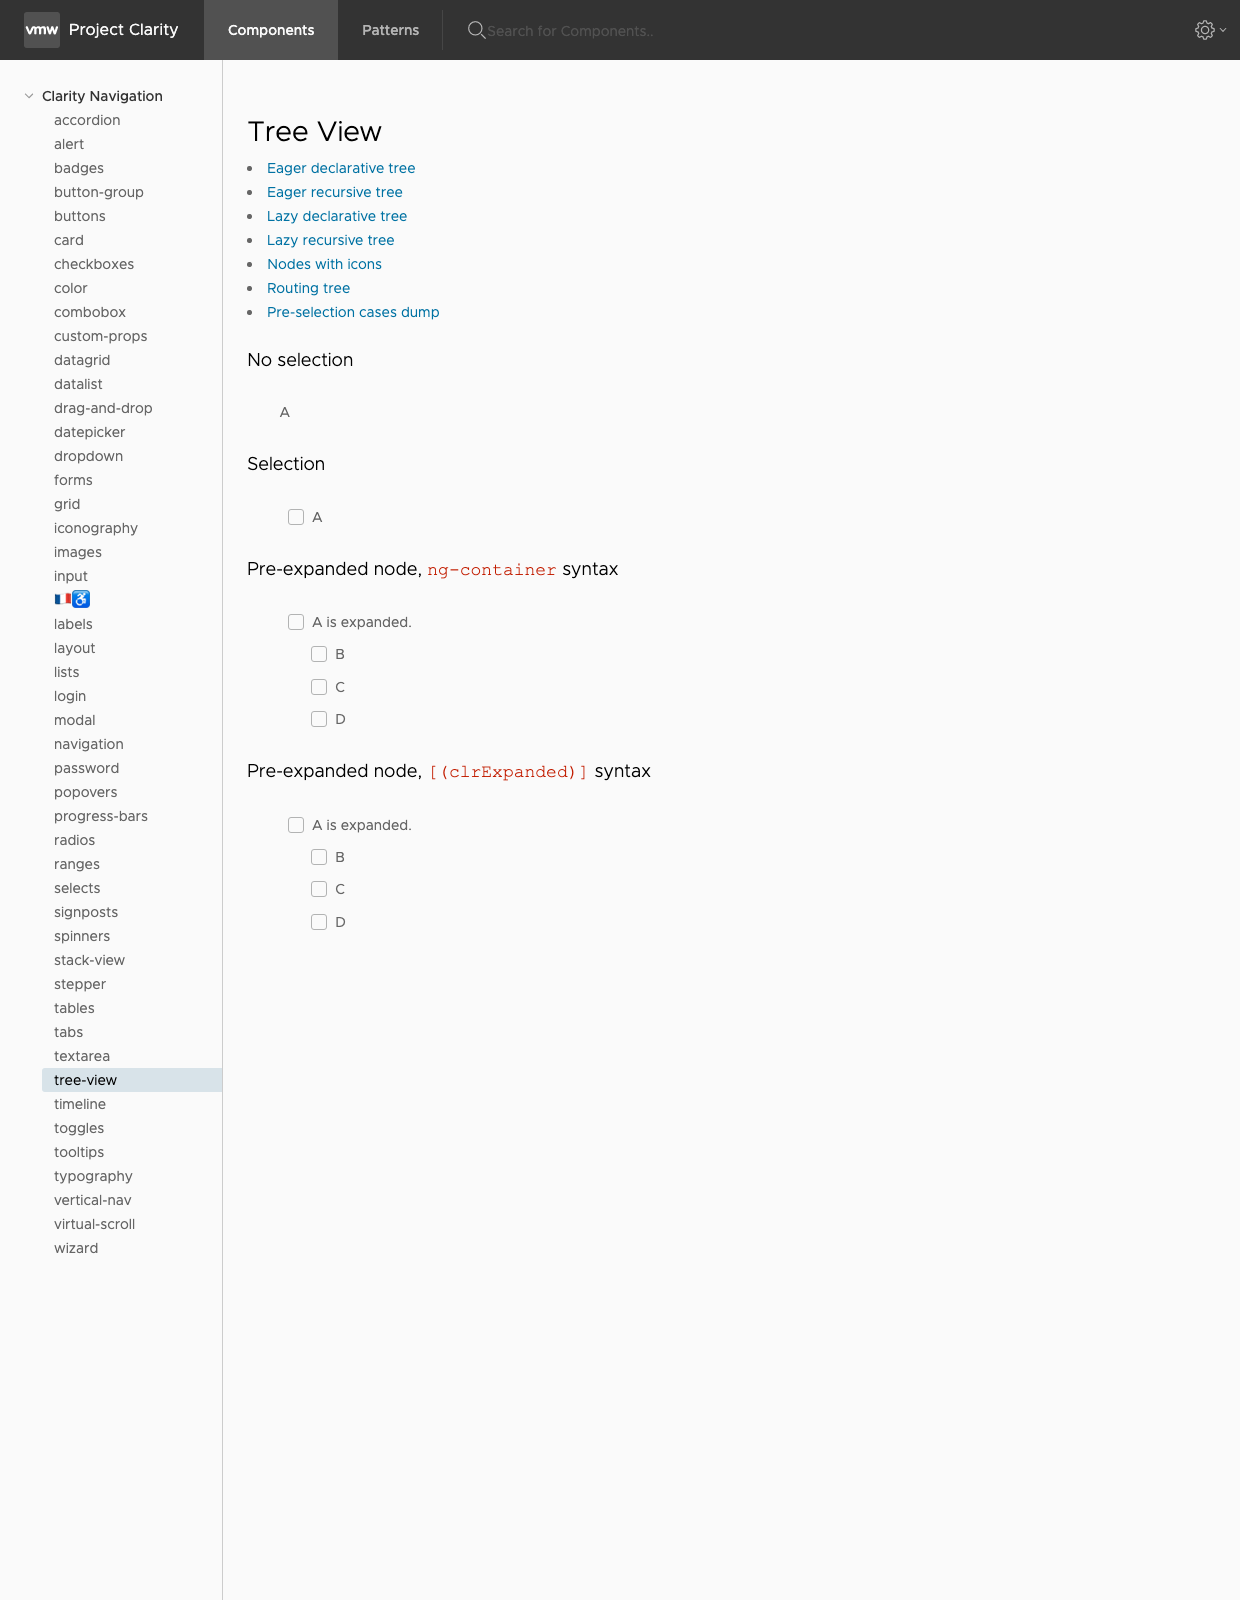 vmw Project Clarity Components Patterns Search for Components..
Clarity Navigation
accordion
alert
badges
button-group
buttons
card
checkboxes
color
combobox
custom-props
datagrid
datalist
drag-and-drop
datepicker
dropdown
forms
grid
iconography
images
input
🇫🇷♿
labels
layout
lists
login
modal
navigation
password
popovers
progress-bars
radios
ranges
selects
signposts
spinners
stack-view
stepper
tables
tabs
textarea
tree-view
timeline
toggles
tooltips
typography
vertical-nav
virtual-scroll
wizard
Tree View
Eager declarative tree
Eager recursive tree
Lazy declarative tree
Lazy recursive tree
Nodes with icons
Routing tree
Pre-selection cases dump
No selection
A
Selection
A
Pre-expanded node, ng-container syntax
A is expanded.
B
C
D
Pre-expanded node, [(clrExpanded)] syntax
A is expanded.
B
C
D